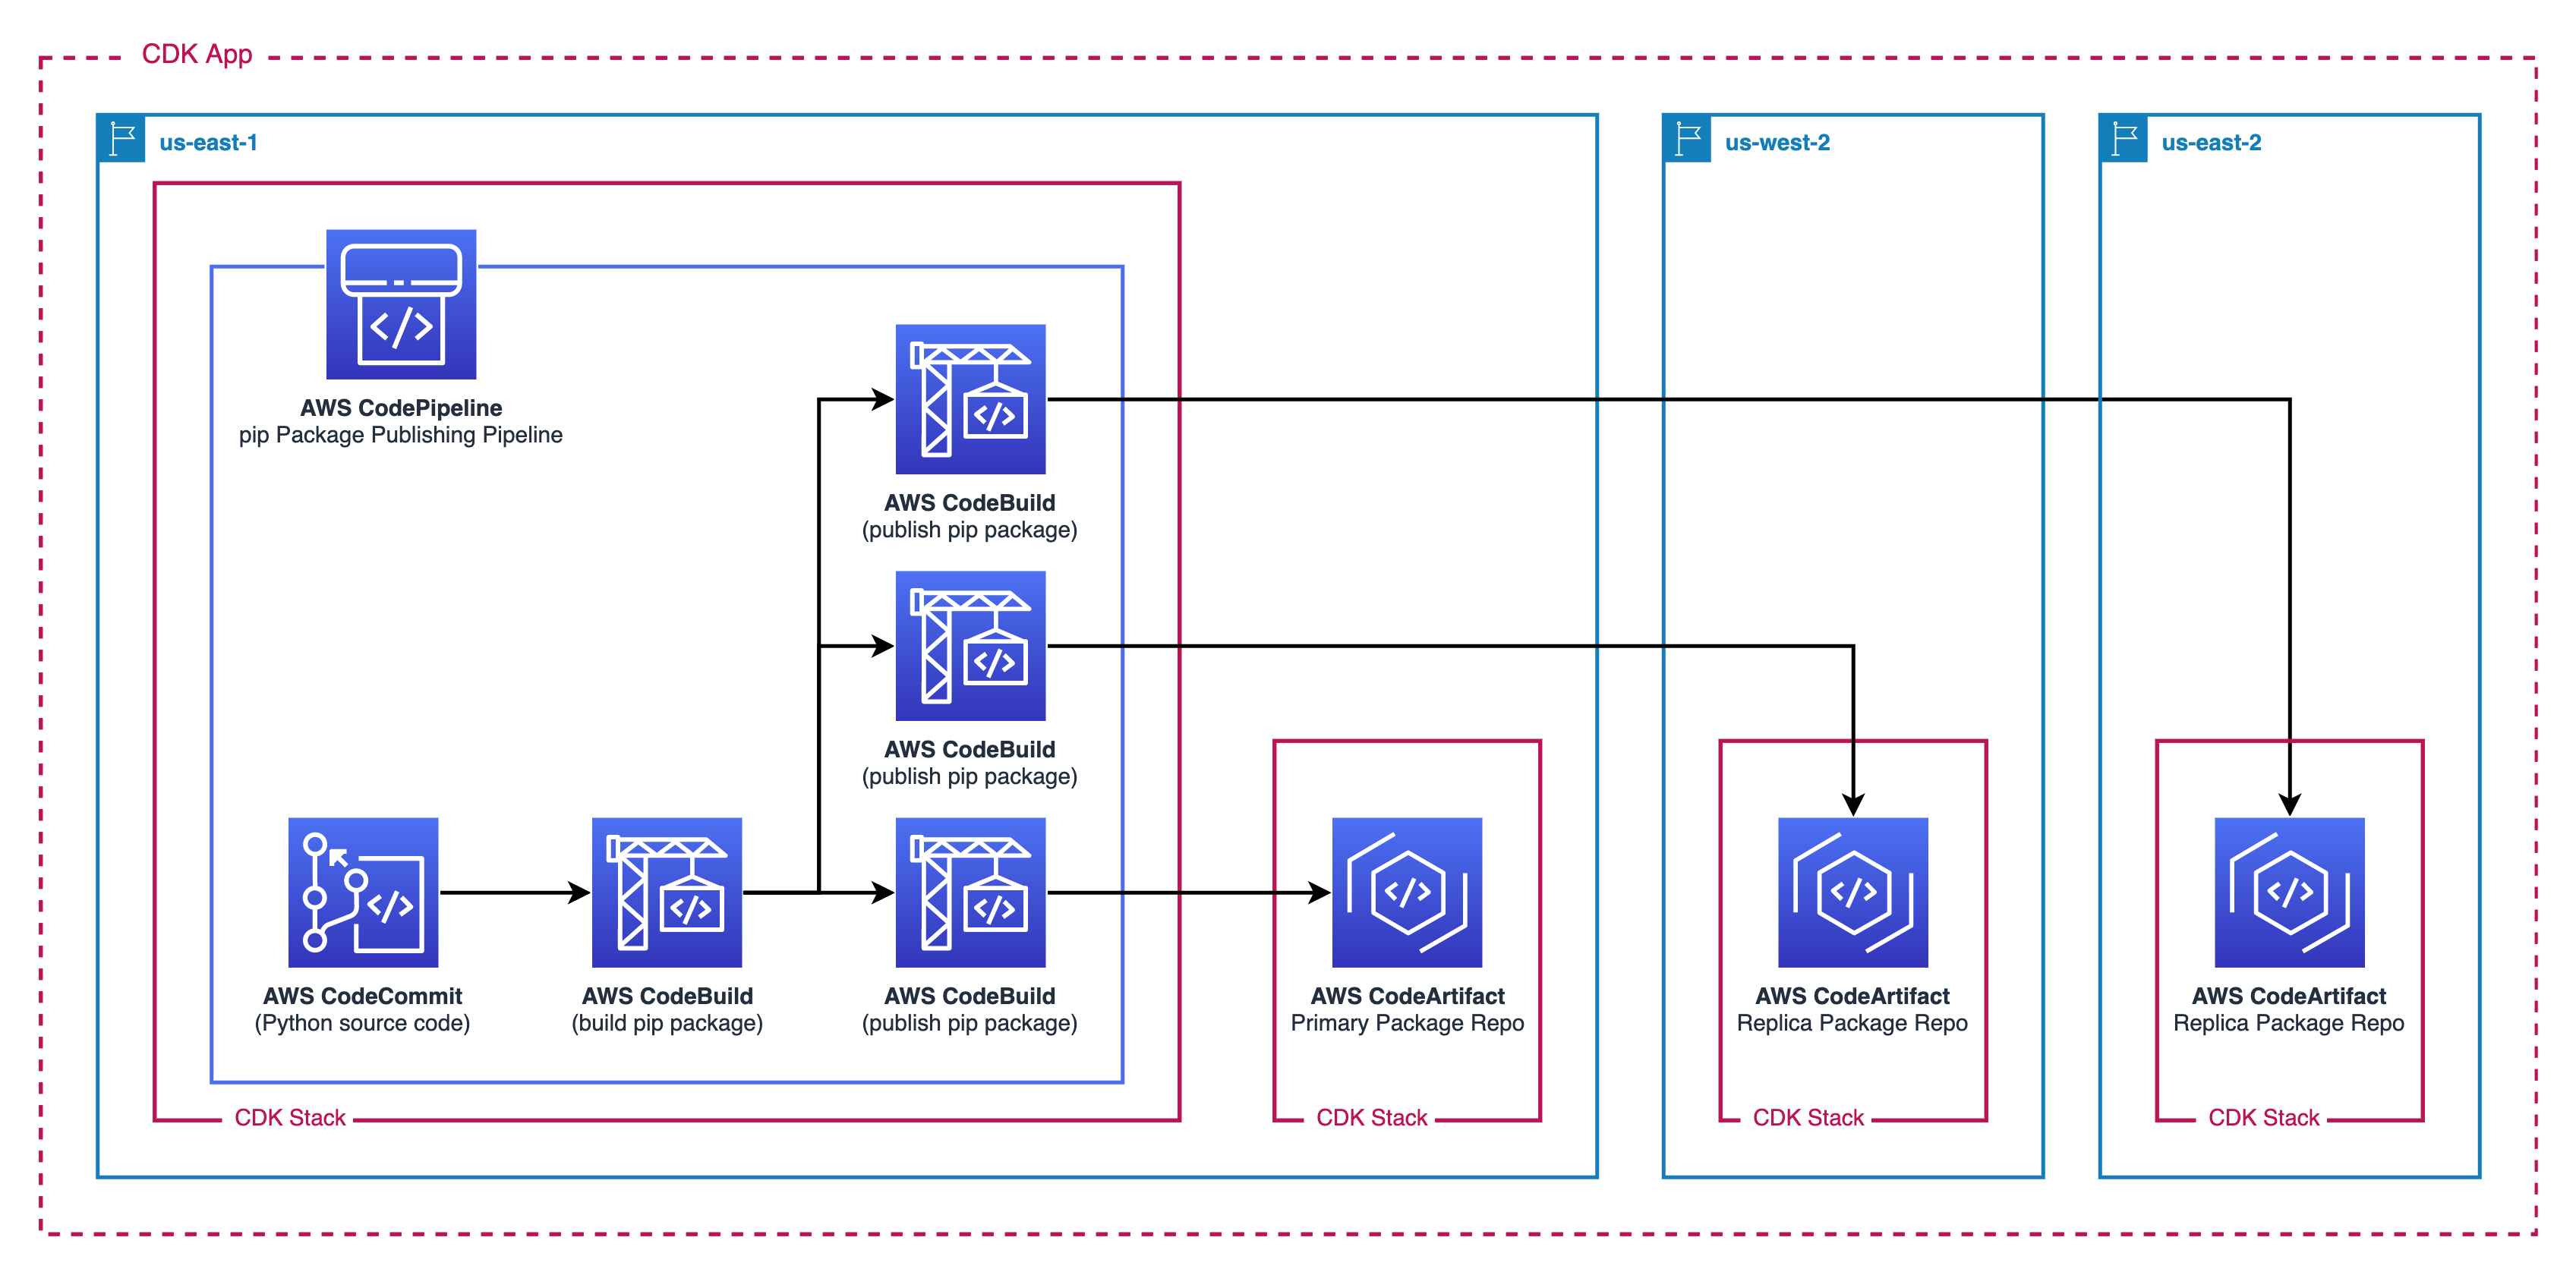 CDK App
us-east-1
us-west-2
us-east-2
AWS CodePipeline
pip Package Publishing Pipeline
AWS CodeBuild
(publish pip package)
AWS CodeBuild
(publish pip package)
AWS CodeCommit
(Python source code)
AWS CodeBuild
(build pip package)
AWS CodeBuild
(publish pip package)
AWS CodeArtifact
Primary Package Repo
AWS CodeArtifact
Replica Package Repo
AWS CodeArtifact
Replica Package Repo
CDK Stack
CDK Stack
CDK Stack
CDK Stack